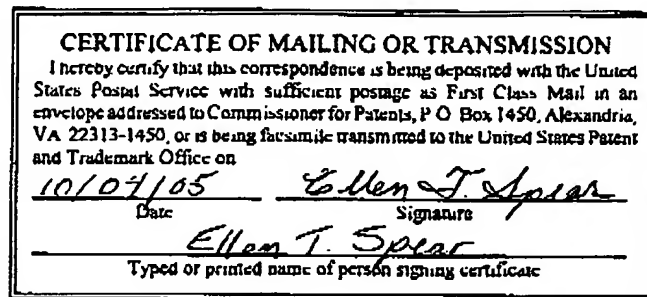 CERTIFICATE OF MAILING OR TRANSMISSION
I hereby certify that this correspondence is being deposited with the United
States Postal Service with sufficient postage as First Class Mail in an
envelope addressed to Commissioner for Patents, P O Box 1450, Alexandria,
VA 22313-1450, or is being facsimile transmitted to the United States Patent
and Trademark Office on
10/04/05 Ellen T. Spear
Date Signature
Ellen T. Spear
Typed or printed name of person signing certificate